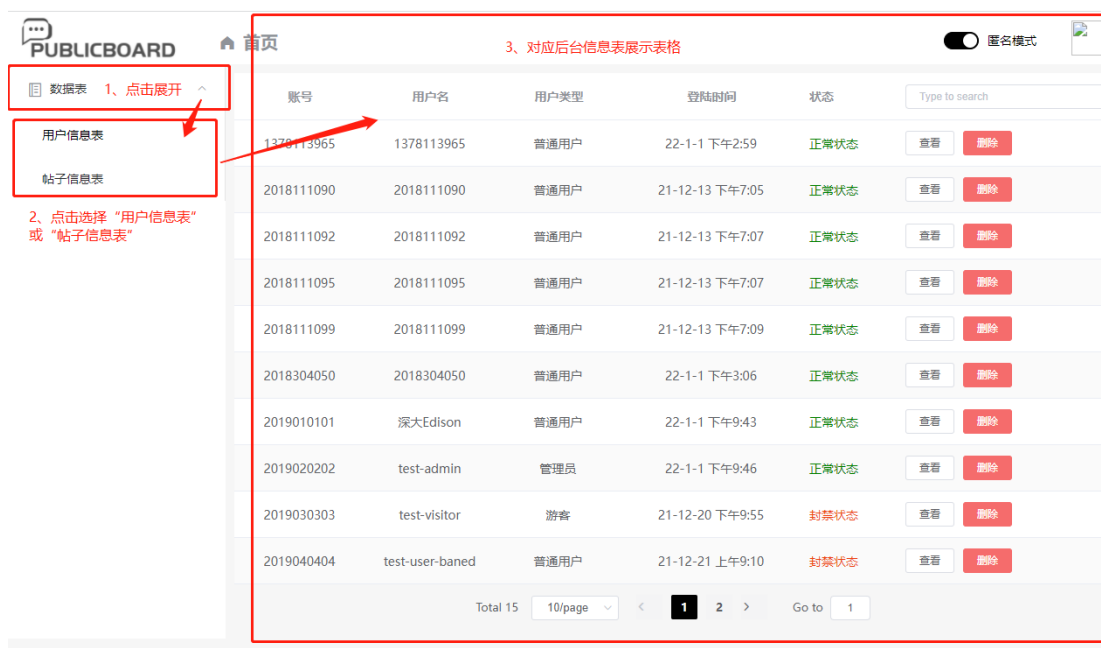 PUBLICBOARD
首页
3、对应后台信息表展示表格
匿名模式
数据表 1、点击展开
用户信息表
帖子信息表
2、点击选择“用户信息表”
或“帖子信息表”
账号 用户名 用户类型 登陆时间 状态 Type to search
1378113965 1378113965 普通用户 22-1-1 下午2:59 正常状态 查看 删除
2018111090 2018111090 普通用户 21-12-13 下午7:05 正常状态 查看 删除
2018111092 2018111092 普通用户 21-12-13 下午7:07 正常状态 查看 删除
2018111095 2018111095 普通用户 21-12-13 下午7:07 正常状态 查看 删除
2018111099 2018111099 普通用户 21-12-13 下午7:09 正常状态 查看 删除
2018304050 2018304050 普通用户 22-1-1 下午3:06 正常状态 查看 删除
2019010101 深大Edison 普通用户 22-1-1 下午9:43 正常状态 查看 删除
2019020202 test-admin 管理员 22-1-1 下午9:46 正常状态 查看 删除
2019030303 test-visitor 游客 21-12-20 下午9:55 封禁状态 查看 删除
2019040404 test-user-baned 普通用户 21-12-21 上午9:10 封禁状态 查看 删除
Total 15 10/page 1 2 Go to 1